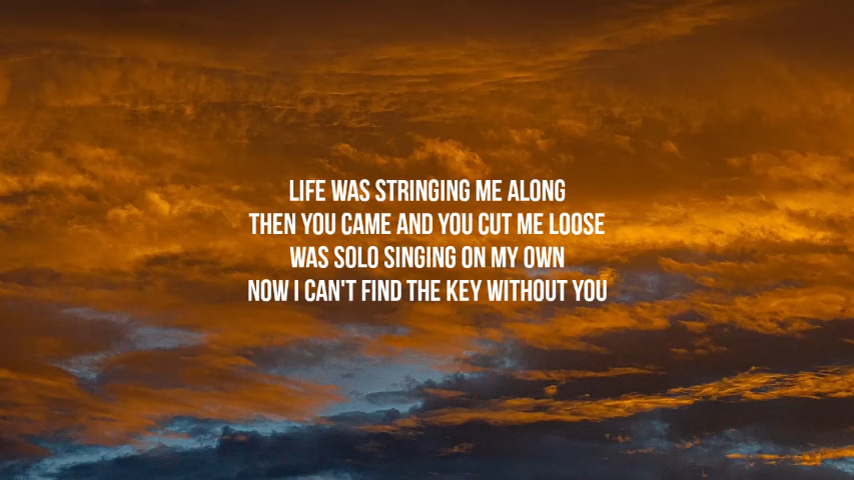 LIFE WAS STRINGING ME ALONG
THEN YOU CAME AND YOU CUT ME LOOSE
WAS SOLO SINGING ON MY OWN
NOW I CAN'T FIND THE KEY WITHOUT YOU